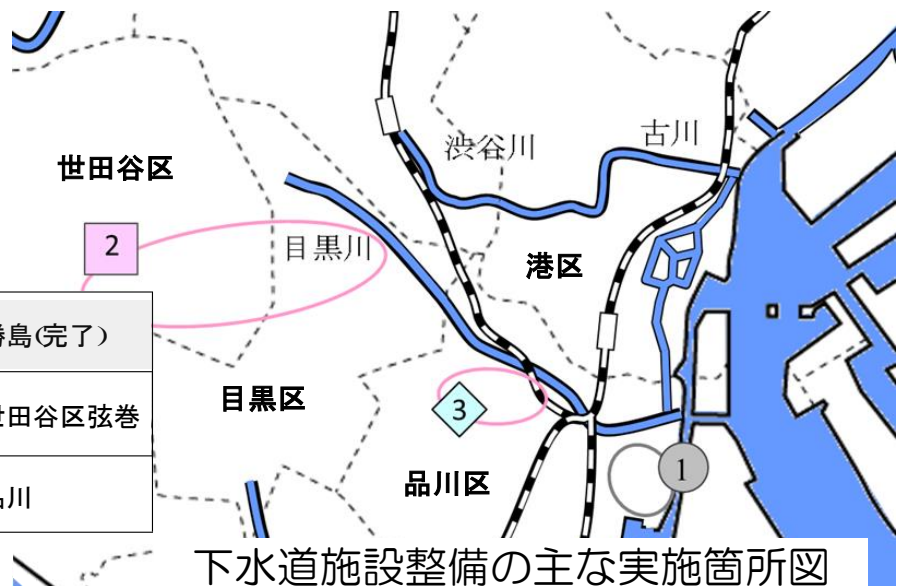 渋谷川
古川
世田谷区
2
目黒川
港区
島(完了)
世田谷区弦巻
品川
目黒区
3
品川区
1
下水道施設整備の主な実施箇所図